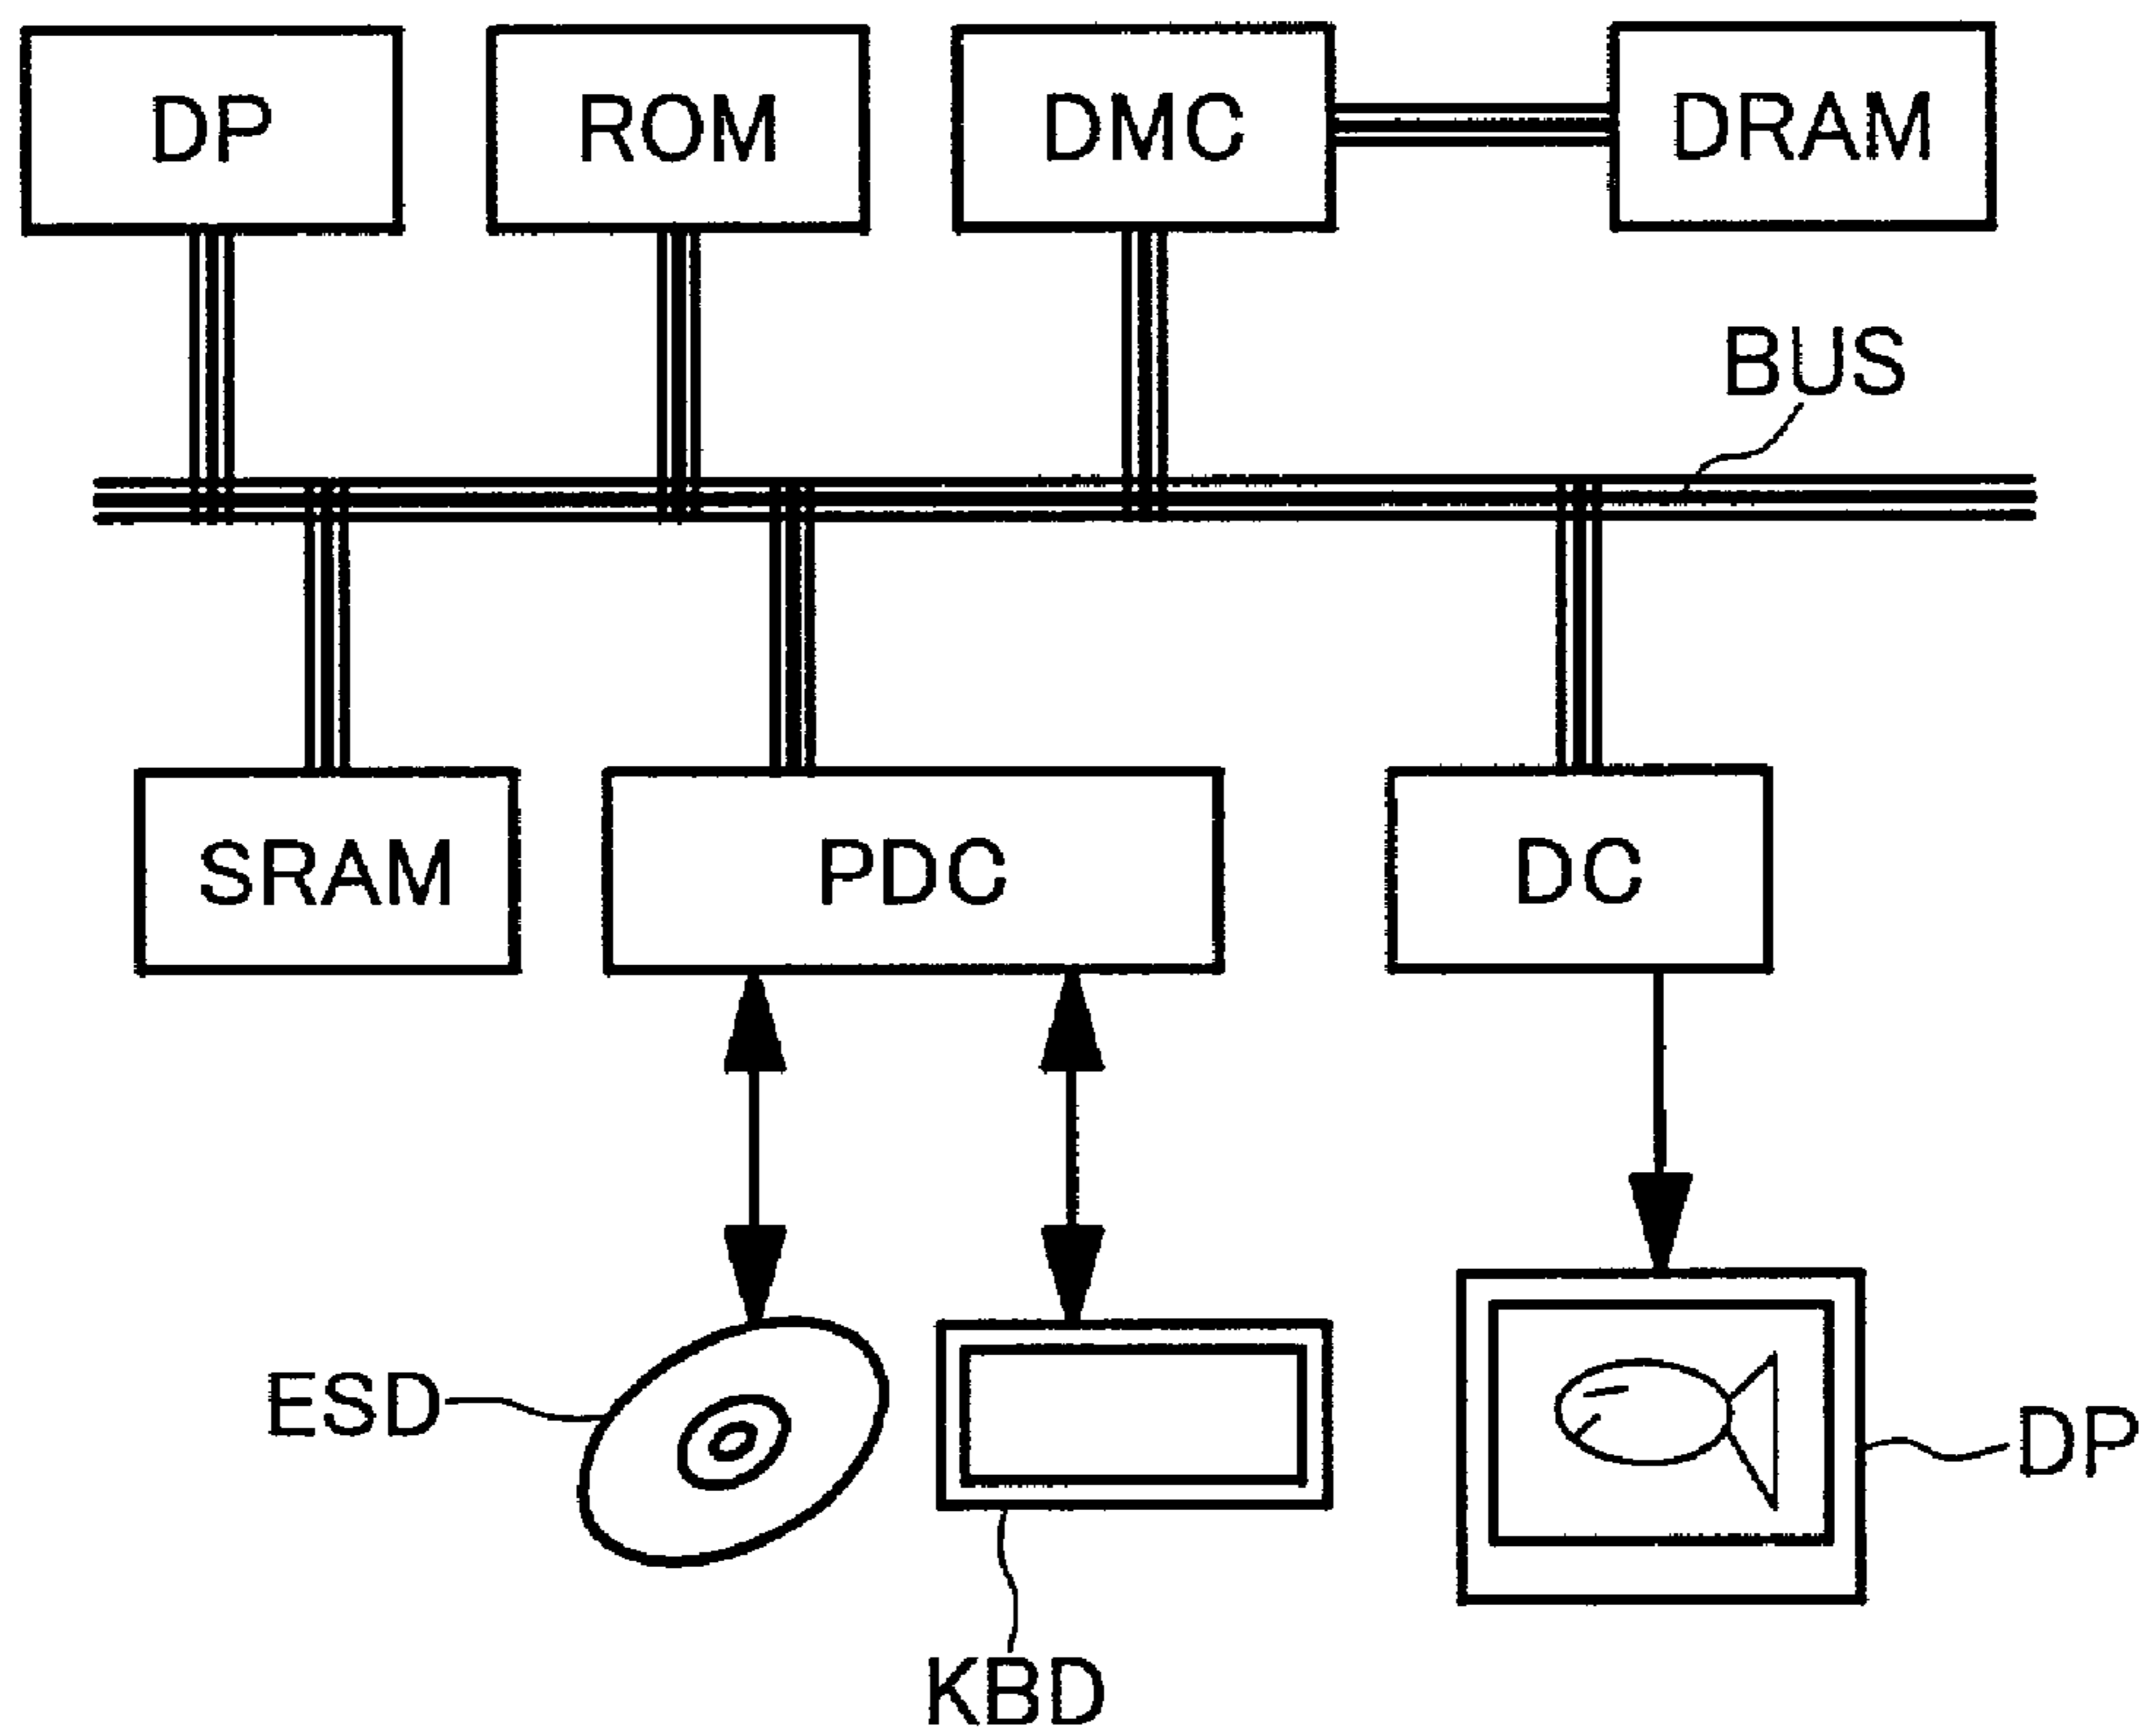 DP
ROM
DMC
DRAM
BUS
SRAM
PDC
DC
ESD
DP
KBD